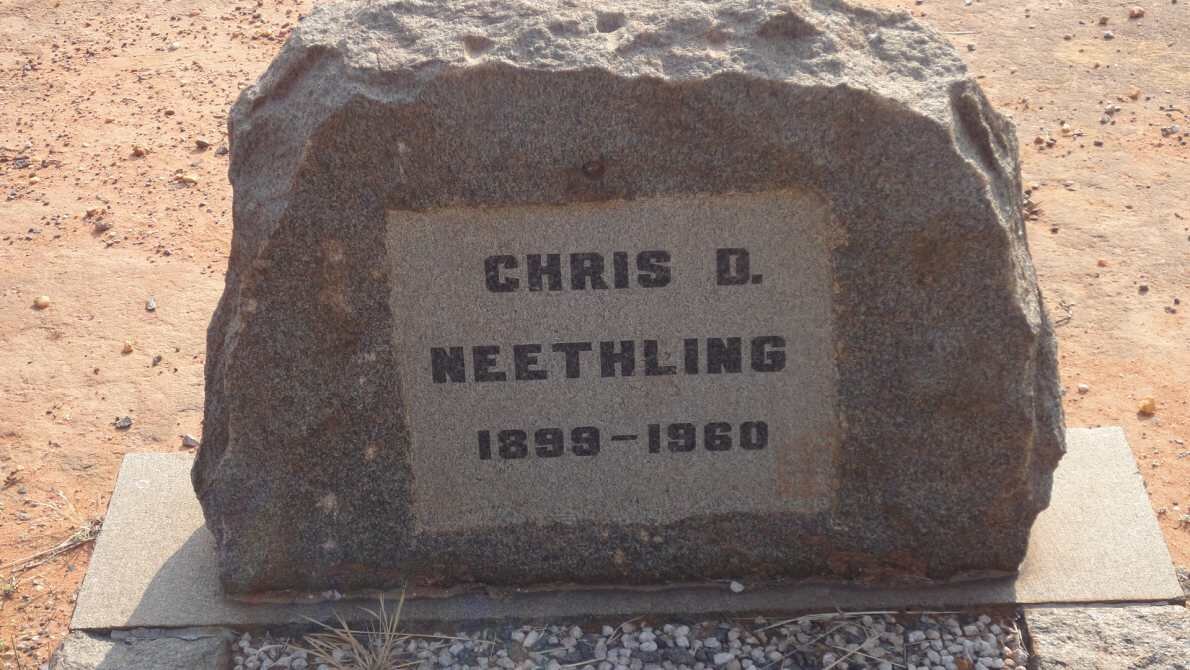 CHRIS D.
NEETHLING
1899-1960